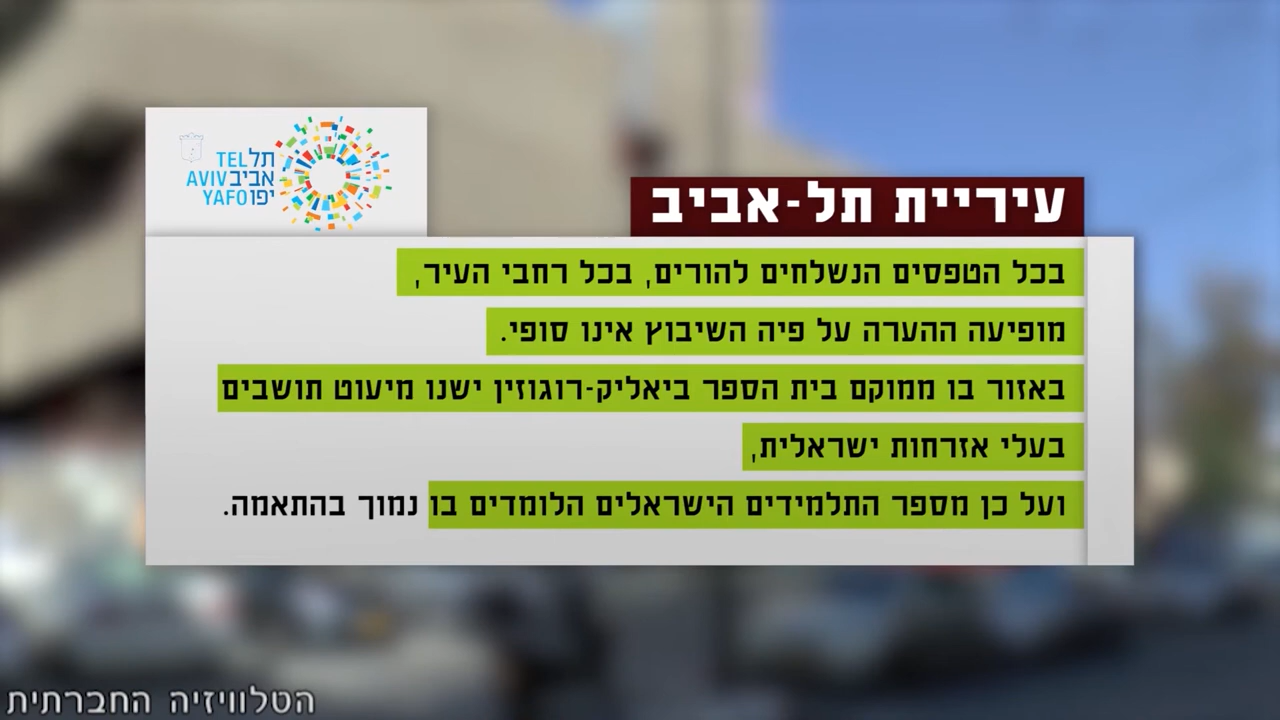 תל TEL
אביב AVIV
יפו YAFO
עיריית תל-אביב
בכל הטפסים הנשלחים להורים, בכל רחבי העיר,
מופיעה ההערה על פיה השיבוץ אינו סופי.
באזור בו ממוקם בית הספר ביאליק-רוגוזין ישנו מיעוט תושבים
בעלי אזרחות ישראלית,
ועל כן מספר התלמידים הישראלים הלומדים בו נמוך בהתאמה.
הטלוויזיה החברתית